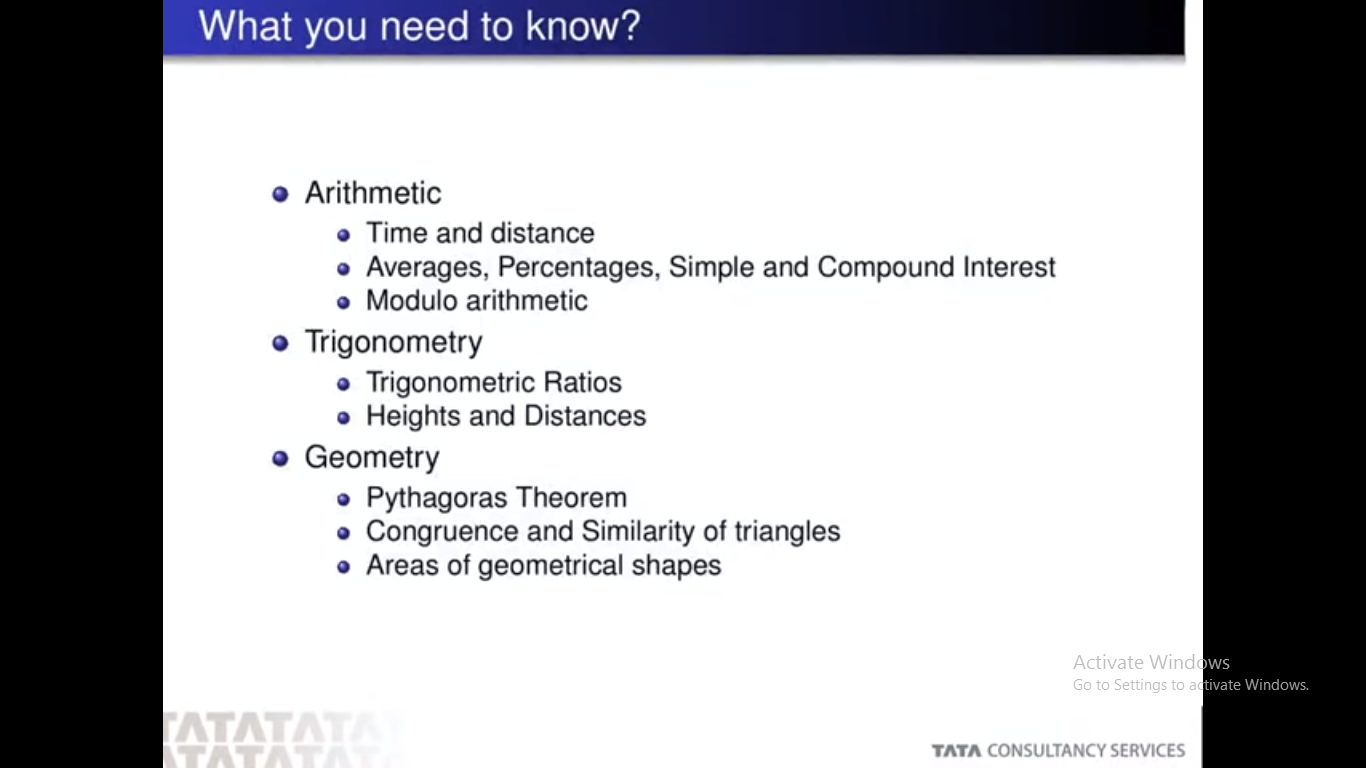 What you need to know?
Arithmetic
Time and distance
Averages, Percentages, Simple and Compound Interest
Modulo arithmetic
Trigonometry
Trigonometric Ratios
Heights and Distances
Geometry
Pythagoras Theorem
Congruence and Similarity of triangles
Areas of geometrical shapes
Activate Windows
Go to Settings to activate Windows.
TATATATATA
TATATATATA
TATA CONSULTANCY SERVICES